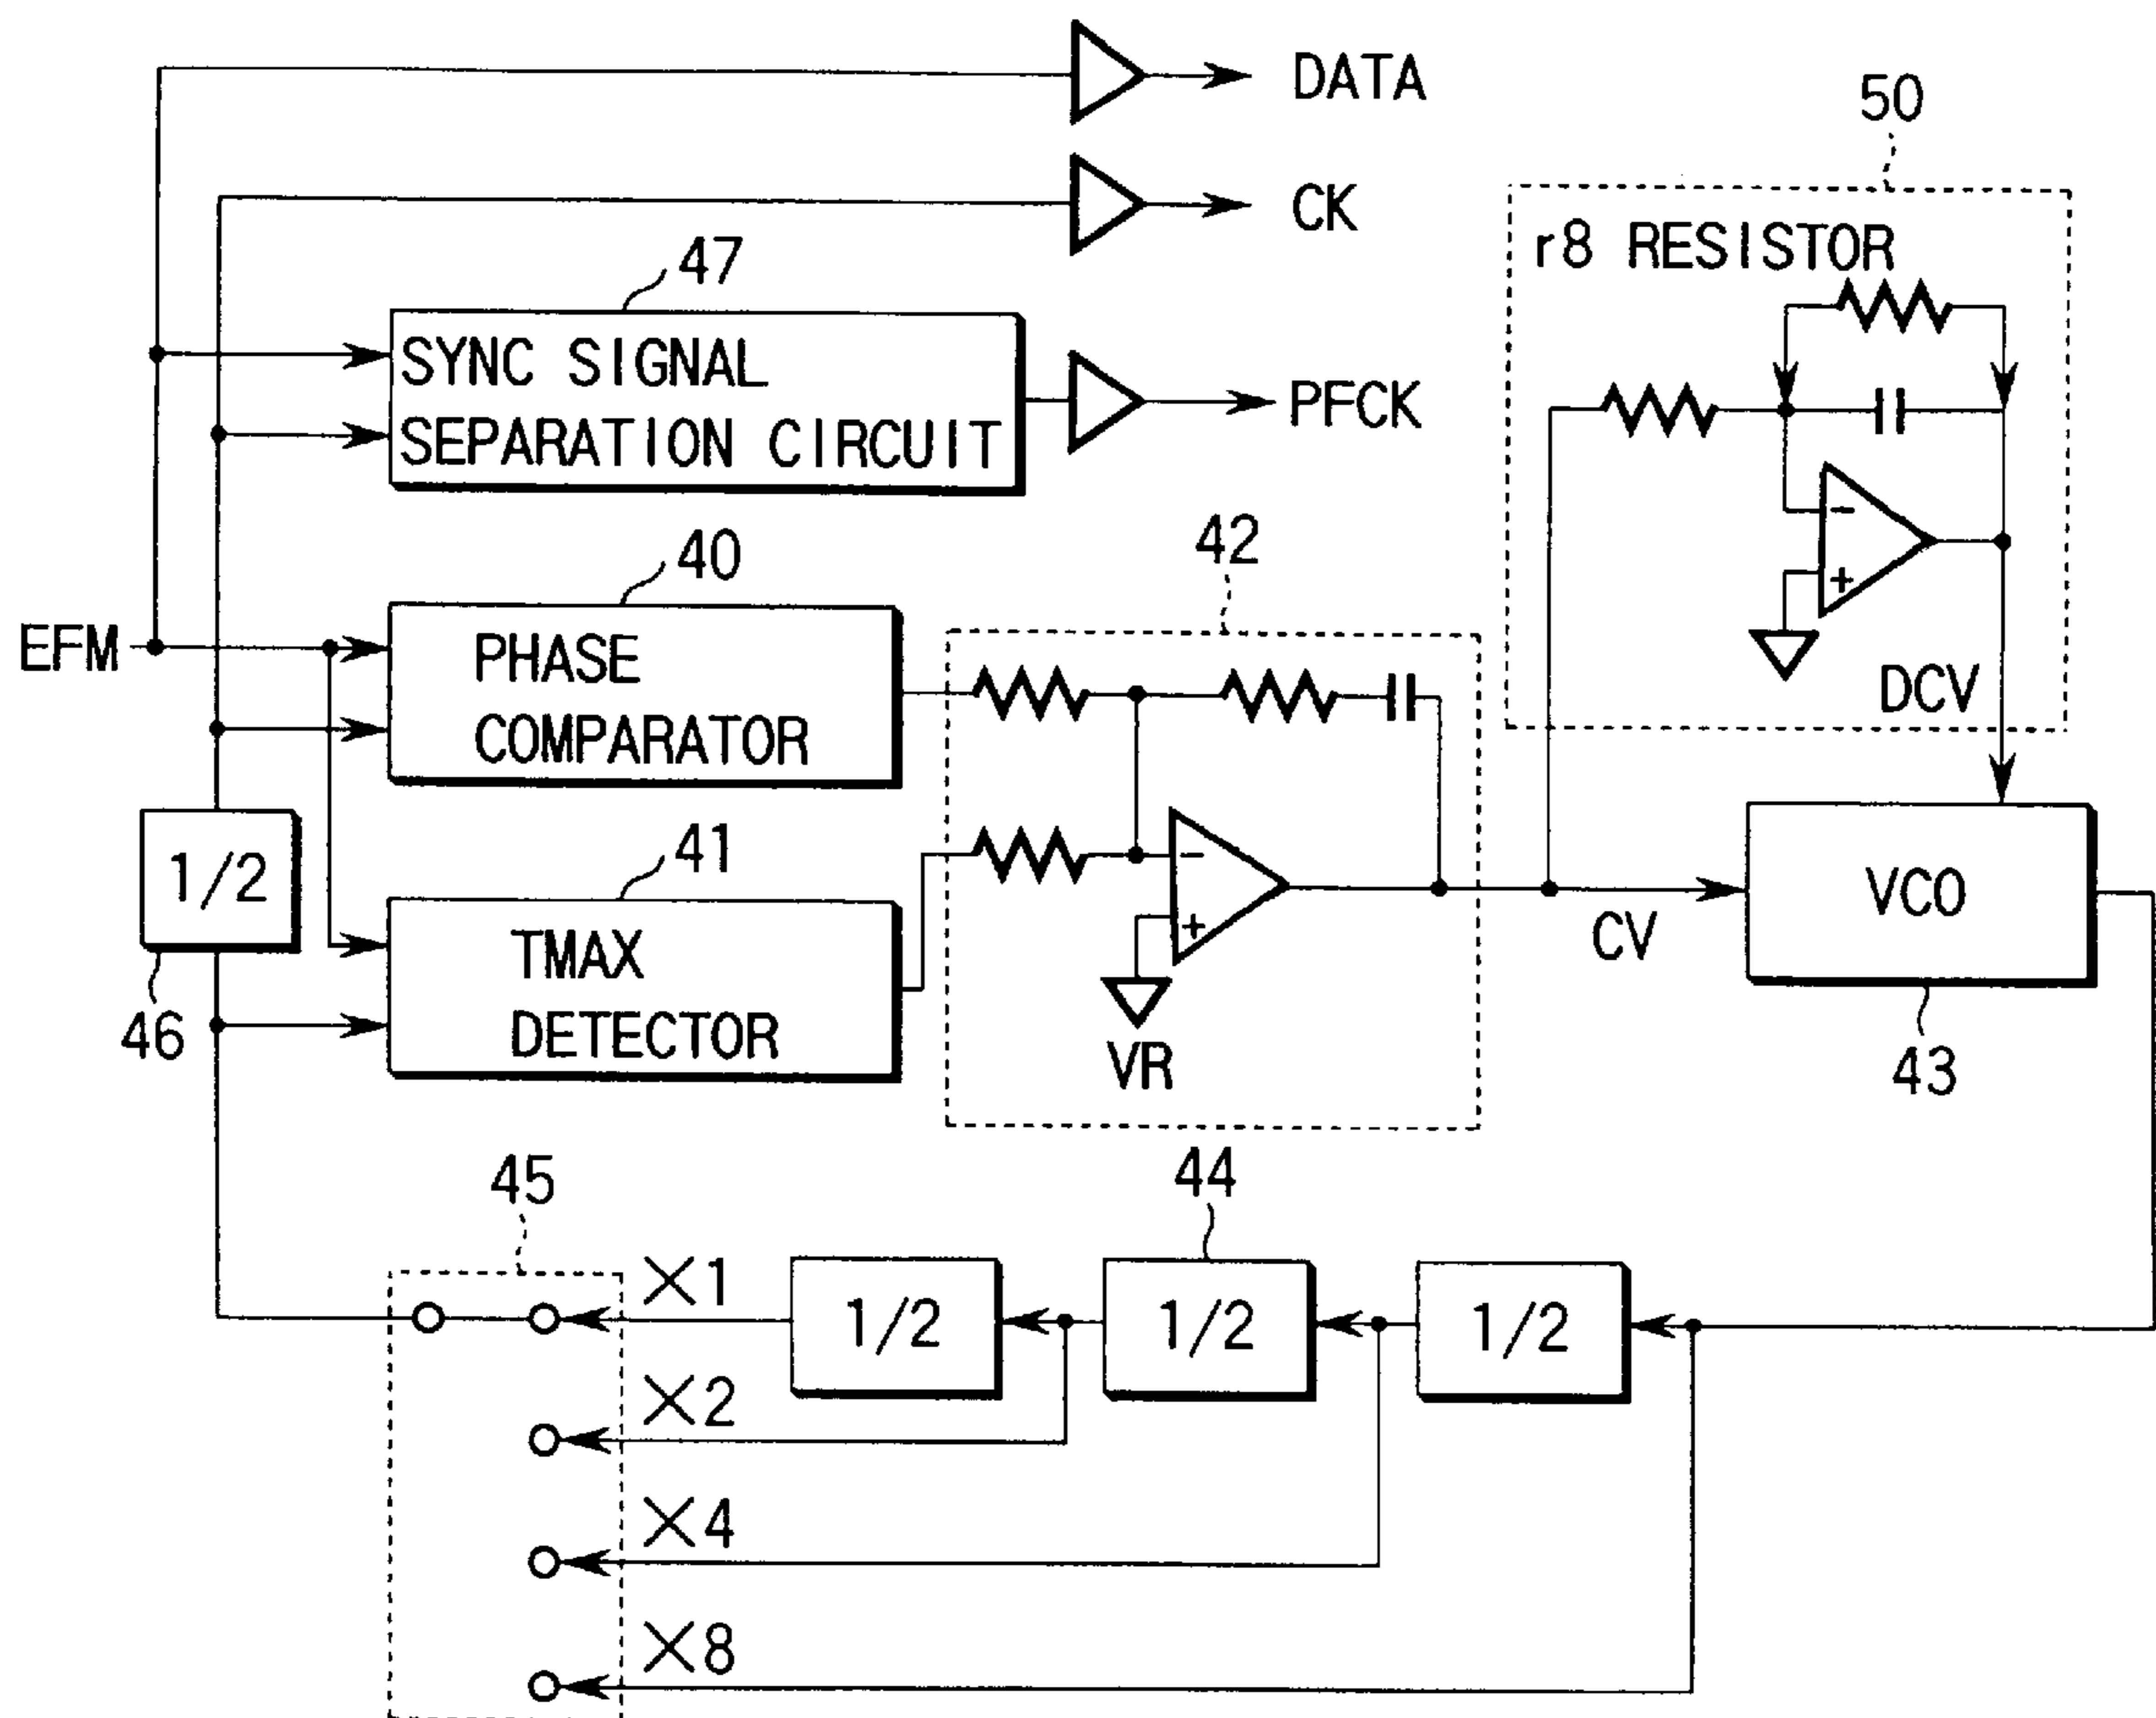 DATA
50
CK
r8 RESISTOR
47
SYNC SIGNAL
SEPARATION CIRCUIT
PFCK
-
+
40
42
EFM
PHASE
COMPARATOR
DCV
1/2
46
41
TMAX
DETECTOR
-
+
VR
CV
VCO
43
45
44
×1
1/2
1/2
1/2
×2
×4
×8